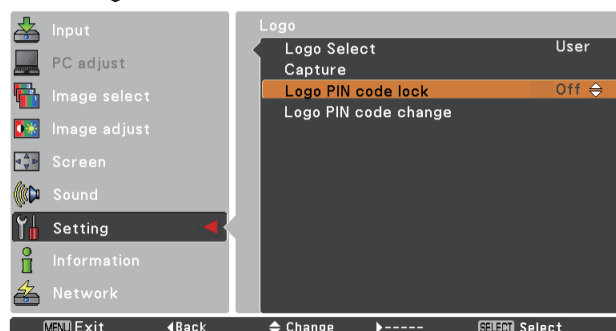 Input
PC adjust
Image select
Image adjust
Screen
Sound
Setting
Information
Network
Logo
Logo Select User
Capture
Logo PIN code lock Off
Logo PIN code change
MENU Exit Back Change ----- SELECT Select